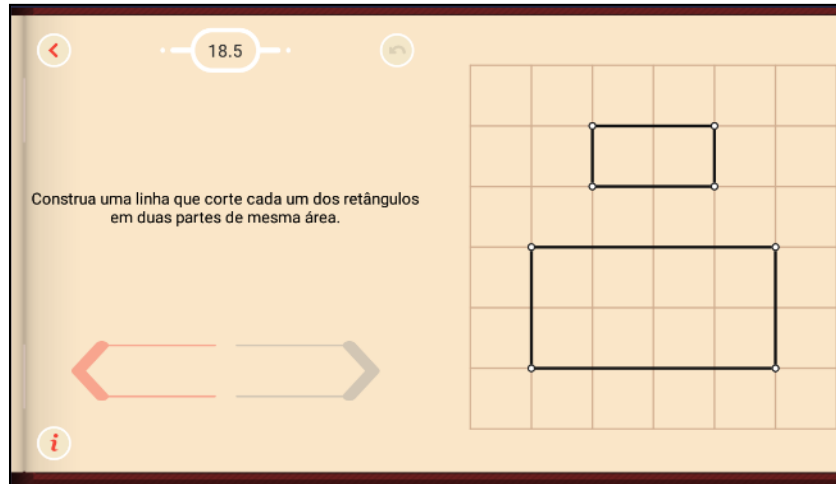 18.5
Construa uma linha que corte cada um dos retângulos
em duas partes de mesma área.
i